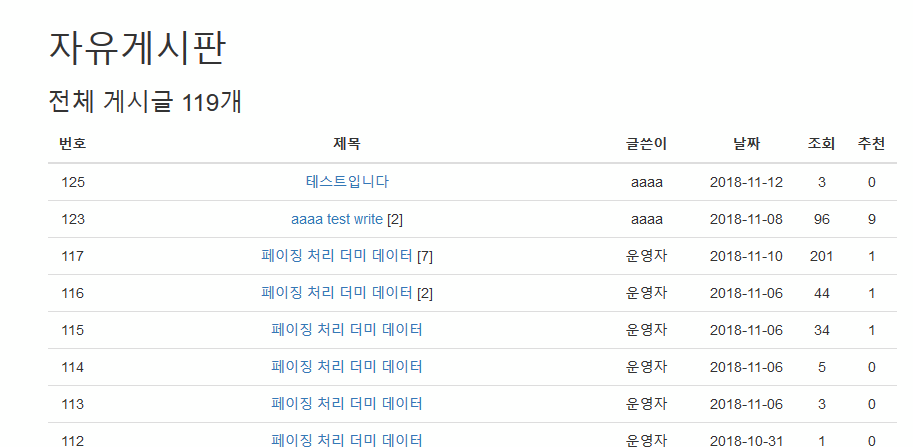 자유게시판
전체 게시글 119개
번호 제목 글쓴이 날짜 조회 추천
125 테스트입니다 aaaa 2018-11-12 3 0
123 aaaa test write [2] aaaa 2018-11-08 96 9
117 페이징 처리 더미 데이터 [7] 운영자 2018-11-10 201 1
116 페이징 처리 더미 데이터 [2] 운영자 2018-11-06 44 1
115 페이징 처리 더미 데이터 운영자 2018-11-06 34 1
114 페이징 처리 더미 데이터 운영자 2018-11-06 5 0
113 페이징 처리 더미 데이터 운영자 2018-11-06 3 0
112 페이징 처리 더미 데이터 운영자 2018-10-31 1 0